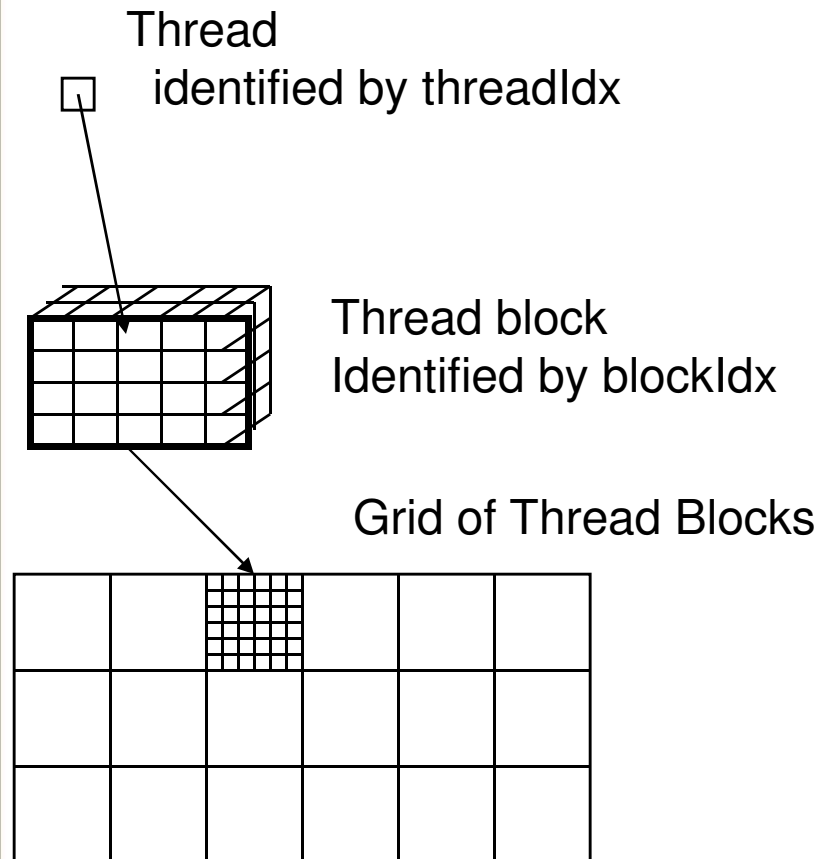 Thread
identified by threadIdx
Thread block
Identified by blockIdx
Grid of Thread Blocks